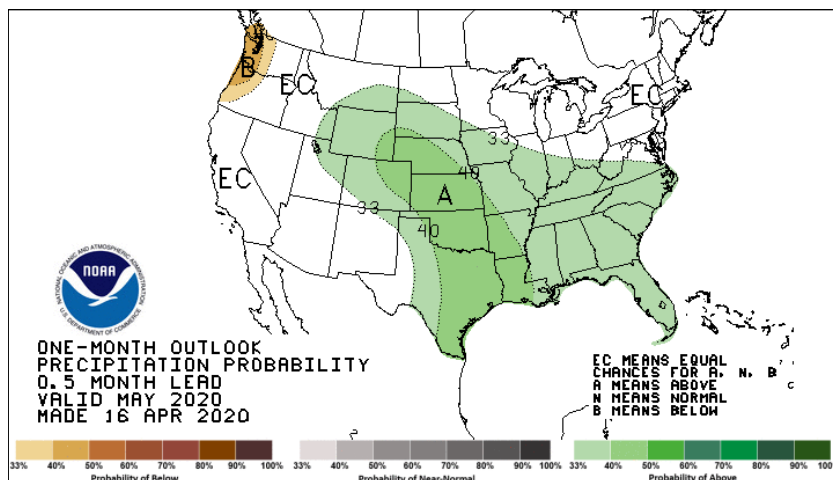 B
EC
EC
33
EC
40
A
33
40
NATIONAL OCEANIC AND ATMOSPHERIC ADMINISTRATION
NOAA
U.S. DEPARTMENT OF COMMERCE
ONE-MONTH OUTLOOK
PRECIPITATION PROBABILITY
0.5 MONTH LEAD
VALID MAY 2020
MADE 16 APR 2020
EC MEANS EQUAL
CHANCES FOR A, N, B
A MEANS ABOVE
N MEANS NORMAL
B MEANS BELOW
33% 40% 50% 60% 70% 80% 90% 100%
Probability of Below
33% 40% 50% 60% 70% 80% 90% 100%
Probability of Near-Normal
33% 40% 50% 60% 70% 80% 90% 100
Probability of Above